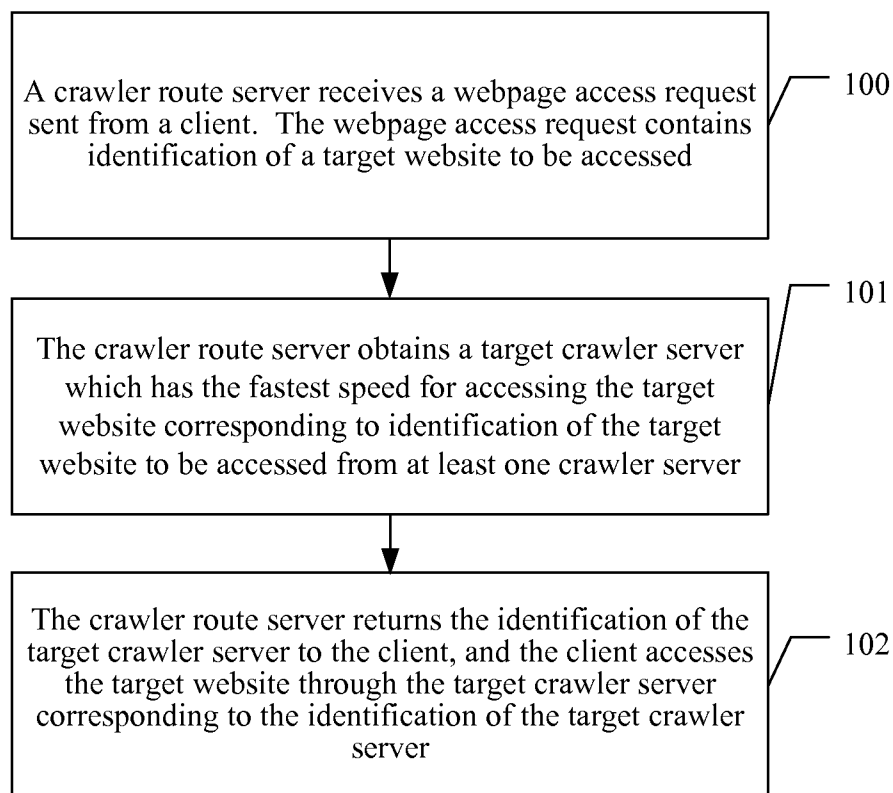 A crawler route server receives a webpage access request
sent from a client. The webpage access request contains
identification of a target website to be accessed
100
The crawler route server obtains a target crawler server
which has the fastest speed for accessing the target
website corresponding to identification of the target
website to be accessed from at least one crawler server
101
The crawler route server returns the identification of the
target crawler server to the client, and the client accesses
the target website through the target crawler server
corresponding to the identification of the target crawler
server
102